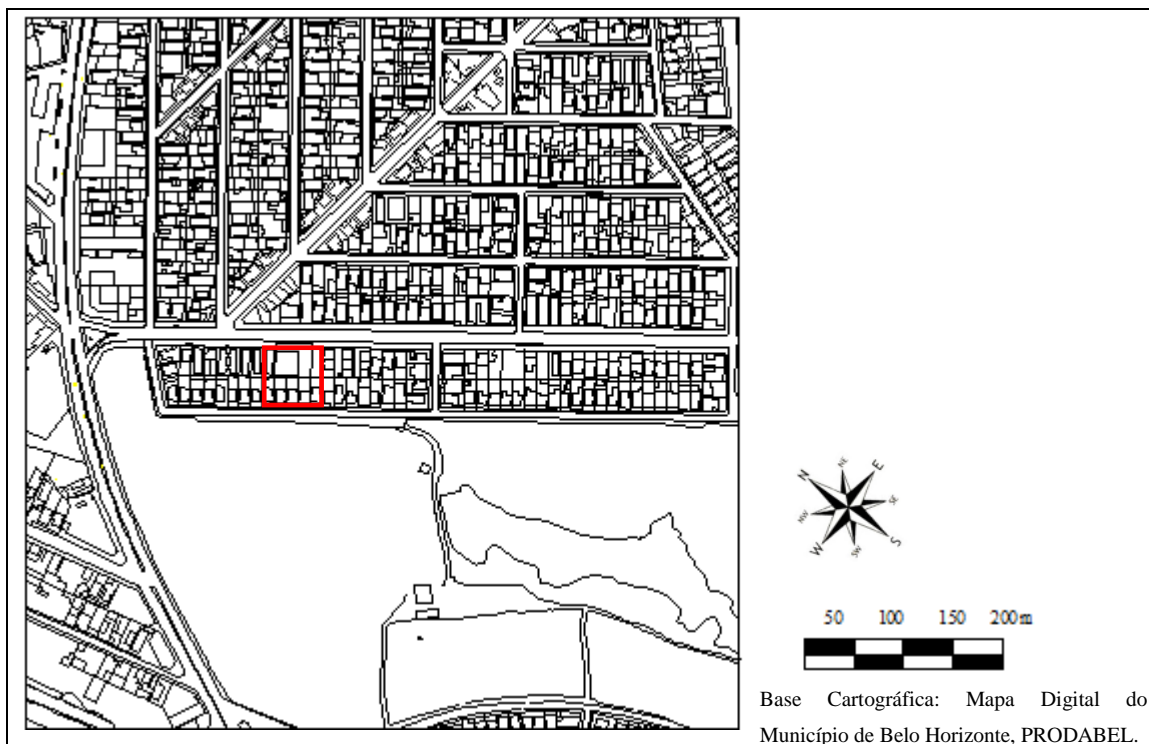 NE
N E
NW SE
W S
SW
50 100 150 200m
Base Cartográfica: Mapa Digital do
Município de Belo Horizonte, PRODABEL.